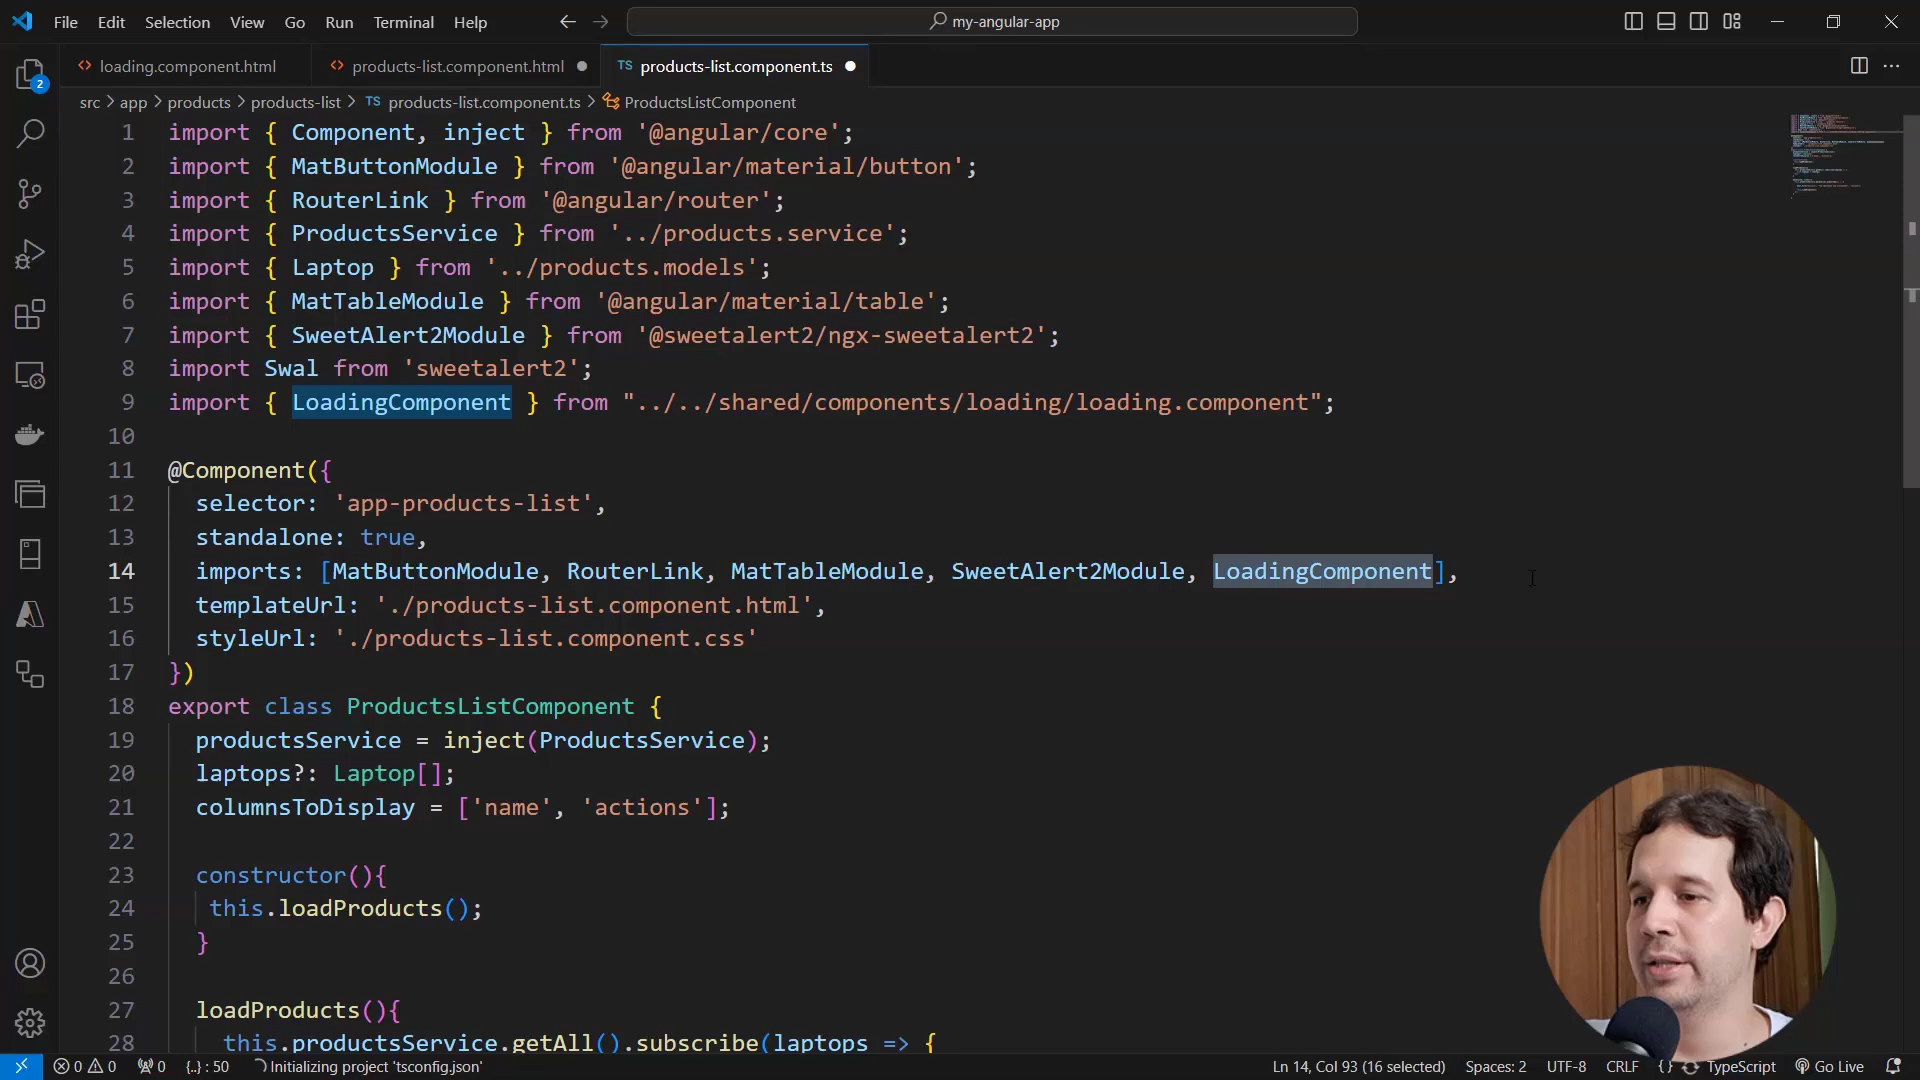 File Edit Selection View Go Run Terminal Help
my-angular-app
loading.component.html
products-list.component.html
TS products-list.component.ts
2
src > app > products > products-list > TS products-list.component.ts > ProductsListComponent
1 import { Component, inject } from '@angular/core';
2 import { MatButtonModule } from '@angular/material/button';
3 import { RouterLink } from '@angular/router';
4 import { ProductsService } from '../products.service';
5 import { Laptop } from '../products.models';
6 import { MatTableModule } from '@angular/material/table';
7 import { SweetAlert2Module } from '@sweetalert2/ngx-sweetalert2';
8 import Swal from 'sweetalert2';
9 import { LoadingComponent } from "../../shared/components/loading/loading.component";
10
11 @Component({
12 selector: 'app-products-list',
13 standalone: true,
14 imports: [MatButtonModule, RouterLink, MatTableModule, SweetAlert2Module, LoadingComponent],
15 templateUrl: './products-list.component.html',
16 styleUrl: './products-list.component.css'
17 })
18 export class ProductsListComponent {
19 productsService = inject(ProductsService);
20 laptops?: Laptop[];
21 columnsToDisplay = ['name', 'actions'];
22
23 constructor(){
24 this.loadProducts();
25 }
26
27 loadProducts(){
28 this.productsService.getAll().subscribe(laptops => {
0 0 0 {..} : 50 Initializing project 'tsconfig.json' Ln 14, Col 93 (16 selected) Spaces: 2 UTF-8 CRLF {} TypeScript Go Live